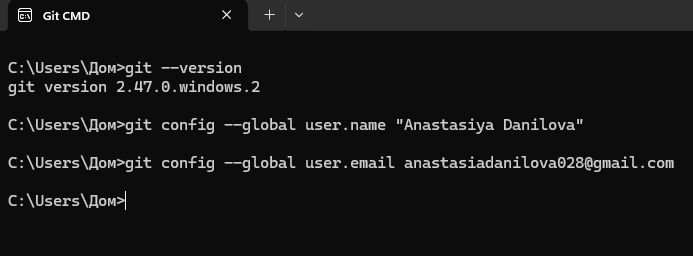 Git CMD
C:\Users\Дом>git --version
git version 2.47.0.windows.2
C:\Users\Дом>git config --global user.name "Anastasiya Danilova"
C:\Users\Дом>git config --global user.email anastasiadanilova028@gmail.com
C:\Users\Дом>